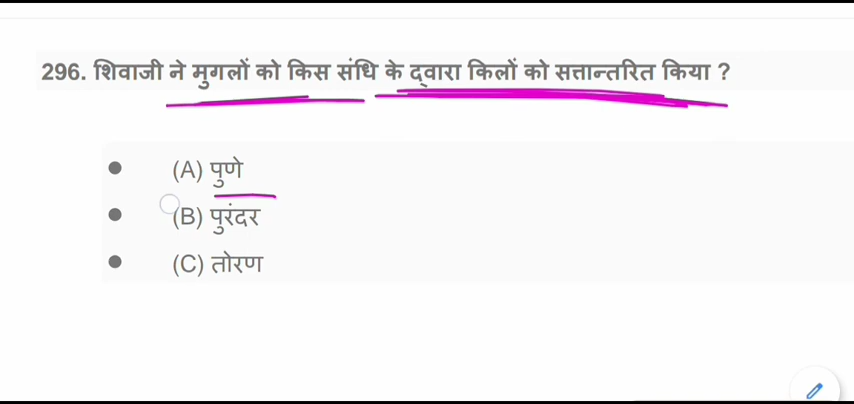 296. शिवाजी ने मुगलों को किस संधि के द्वारा किलों को सत्तान्तरित किया ?
(A) पुणे
(B) पुरंदर
(C) तोरण